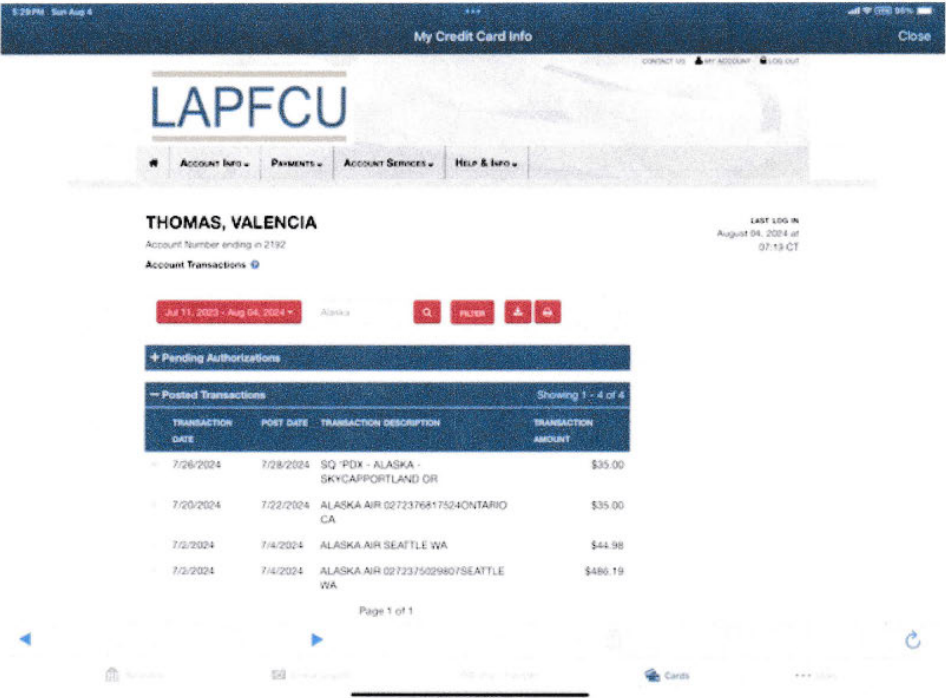 5:29 PM Sun Aug 4
98%
My Credit Card Info
Close
CONTACT US MY ACCOUNT LOG OUT
LAPFCU
ACCOUNT INFO PAYMENTS ACCOUNT SERVICES HELP & INFO
THOMAS, VALENCIA
Account Number ending in 2192
Account Transactions
LAST LOG IN
August 04, 2024 at
07:19 CT
Jul 11, 2023 - Aug 04, 2024
Alaska
FILTER
+ Pending Authorizations
− Posted Transactions Showing 1 - 4 of 4
TRANSACTION DATE POST DATE TRANSACTION DESCRIPTION TRANSACTION AMOUNT
7/26/2024 7/28/2024 SQ *PDX - ALASKA - $35.00
SKYCAPPORTLAND OR
7/20/2024 7/22/2024 ALASKA AIR 0272376817524ONTARIO $35.00
CA
7/2/2024 7/4/2024 ALASKA AIR SEATTLE WA $44.98
7/2/2024 7/4/2024 ALASKA AIR 0272375029807SEATTLE $486.19
WA
Page 1 of 1
Cards